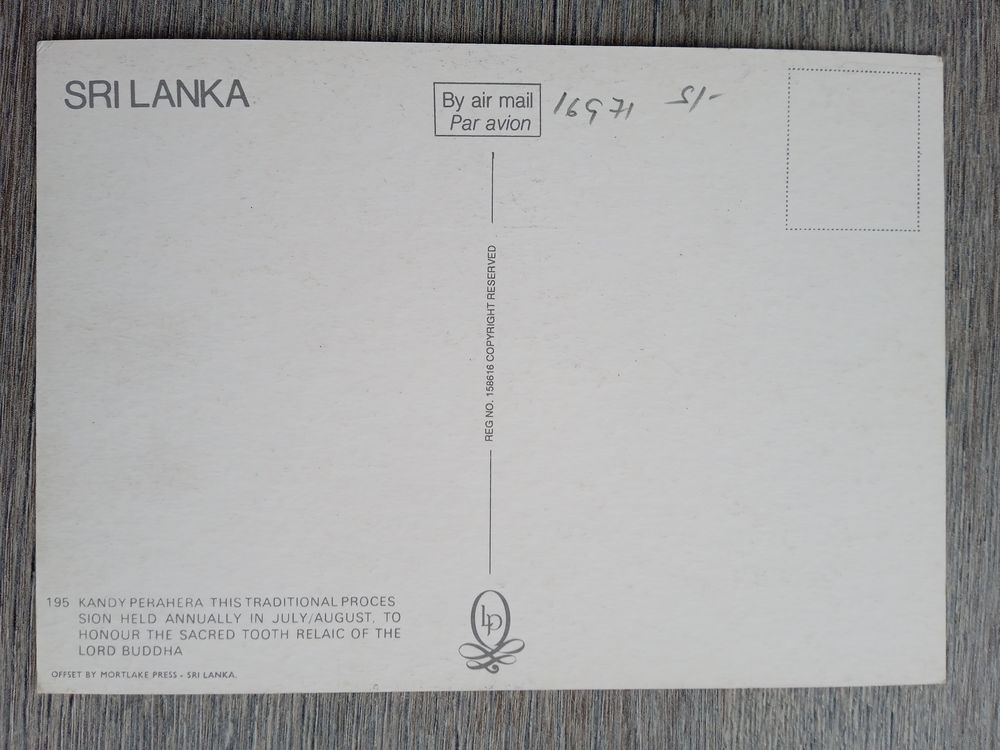 SRI LANKA
By air mail
Par avion
REG NO. 158616 COPYRIGHT RESERVED
195 KANDY PERAHERA THIS TRADITIONAL PROCES
SION HELD ANNUALLY IN JULY/AUGUST, TO
HONOUR THE SACRED TOOTH RELAIC OF THE
LORD BUDDHA
LP
OFFSET BY MORTLAKE PRESS - SRI LANKA.